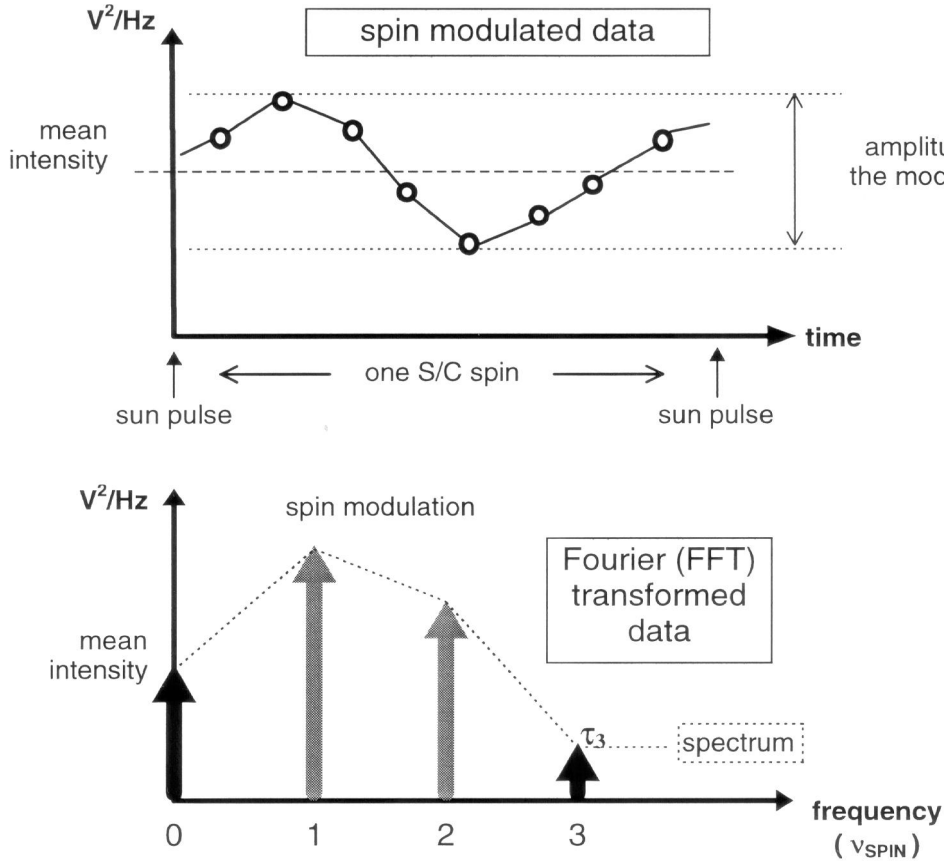 V²/Hz
spin modulated data
mean
intensity
the
time
one S/C spin
sun pulse
sun pulse
V²/Hz
spin modulation
Fourier (FFT)
transformed
data
mean
intensity
τ₃
spectrum
0 1 2 3
frequency
( νSPIN )